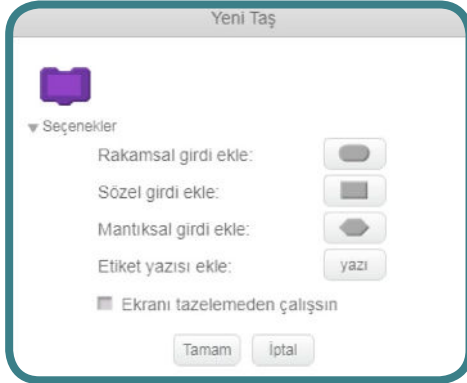 Yeni Taş
Seçenekler
Rakamsal girdi ekle:
Sözel girdi ekle:
Mantıksal girdi ekle:
Etiket yazısı ekle: yazı
Ekranı tazelemeden çalışsın
Tamam İptal